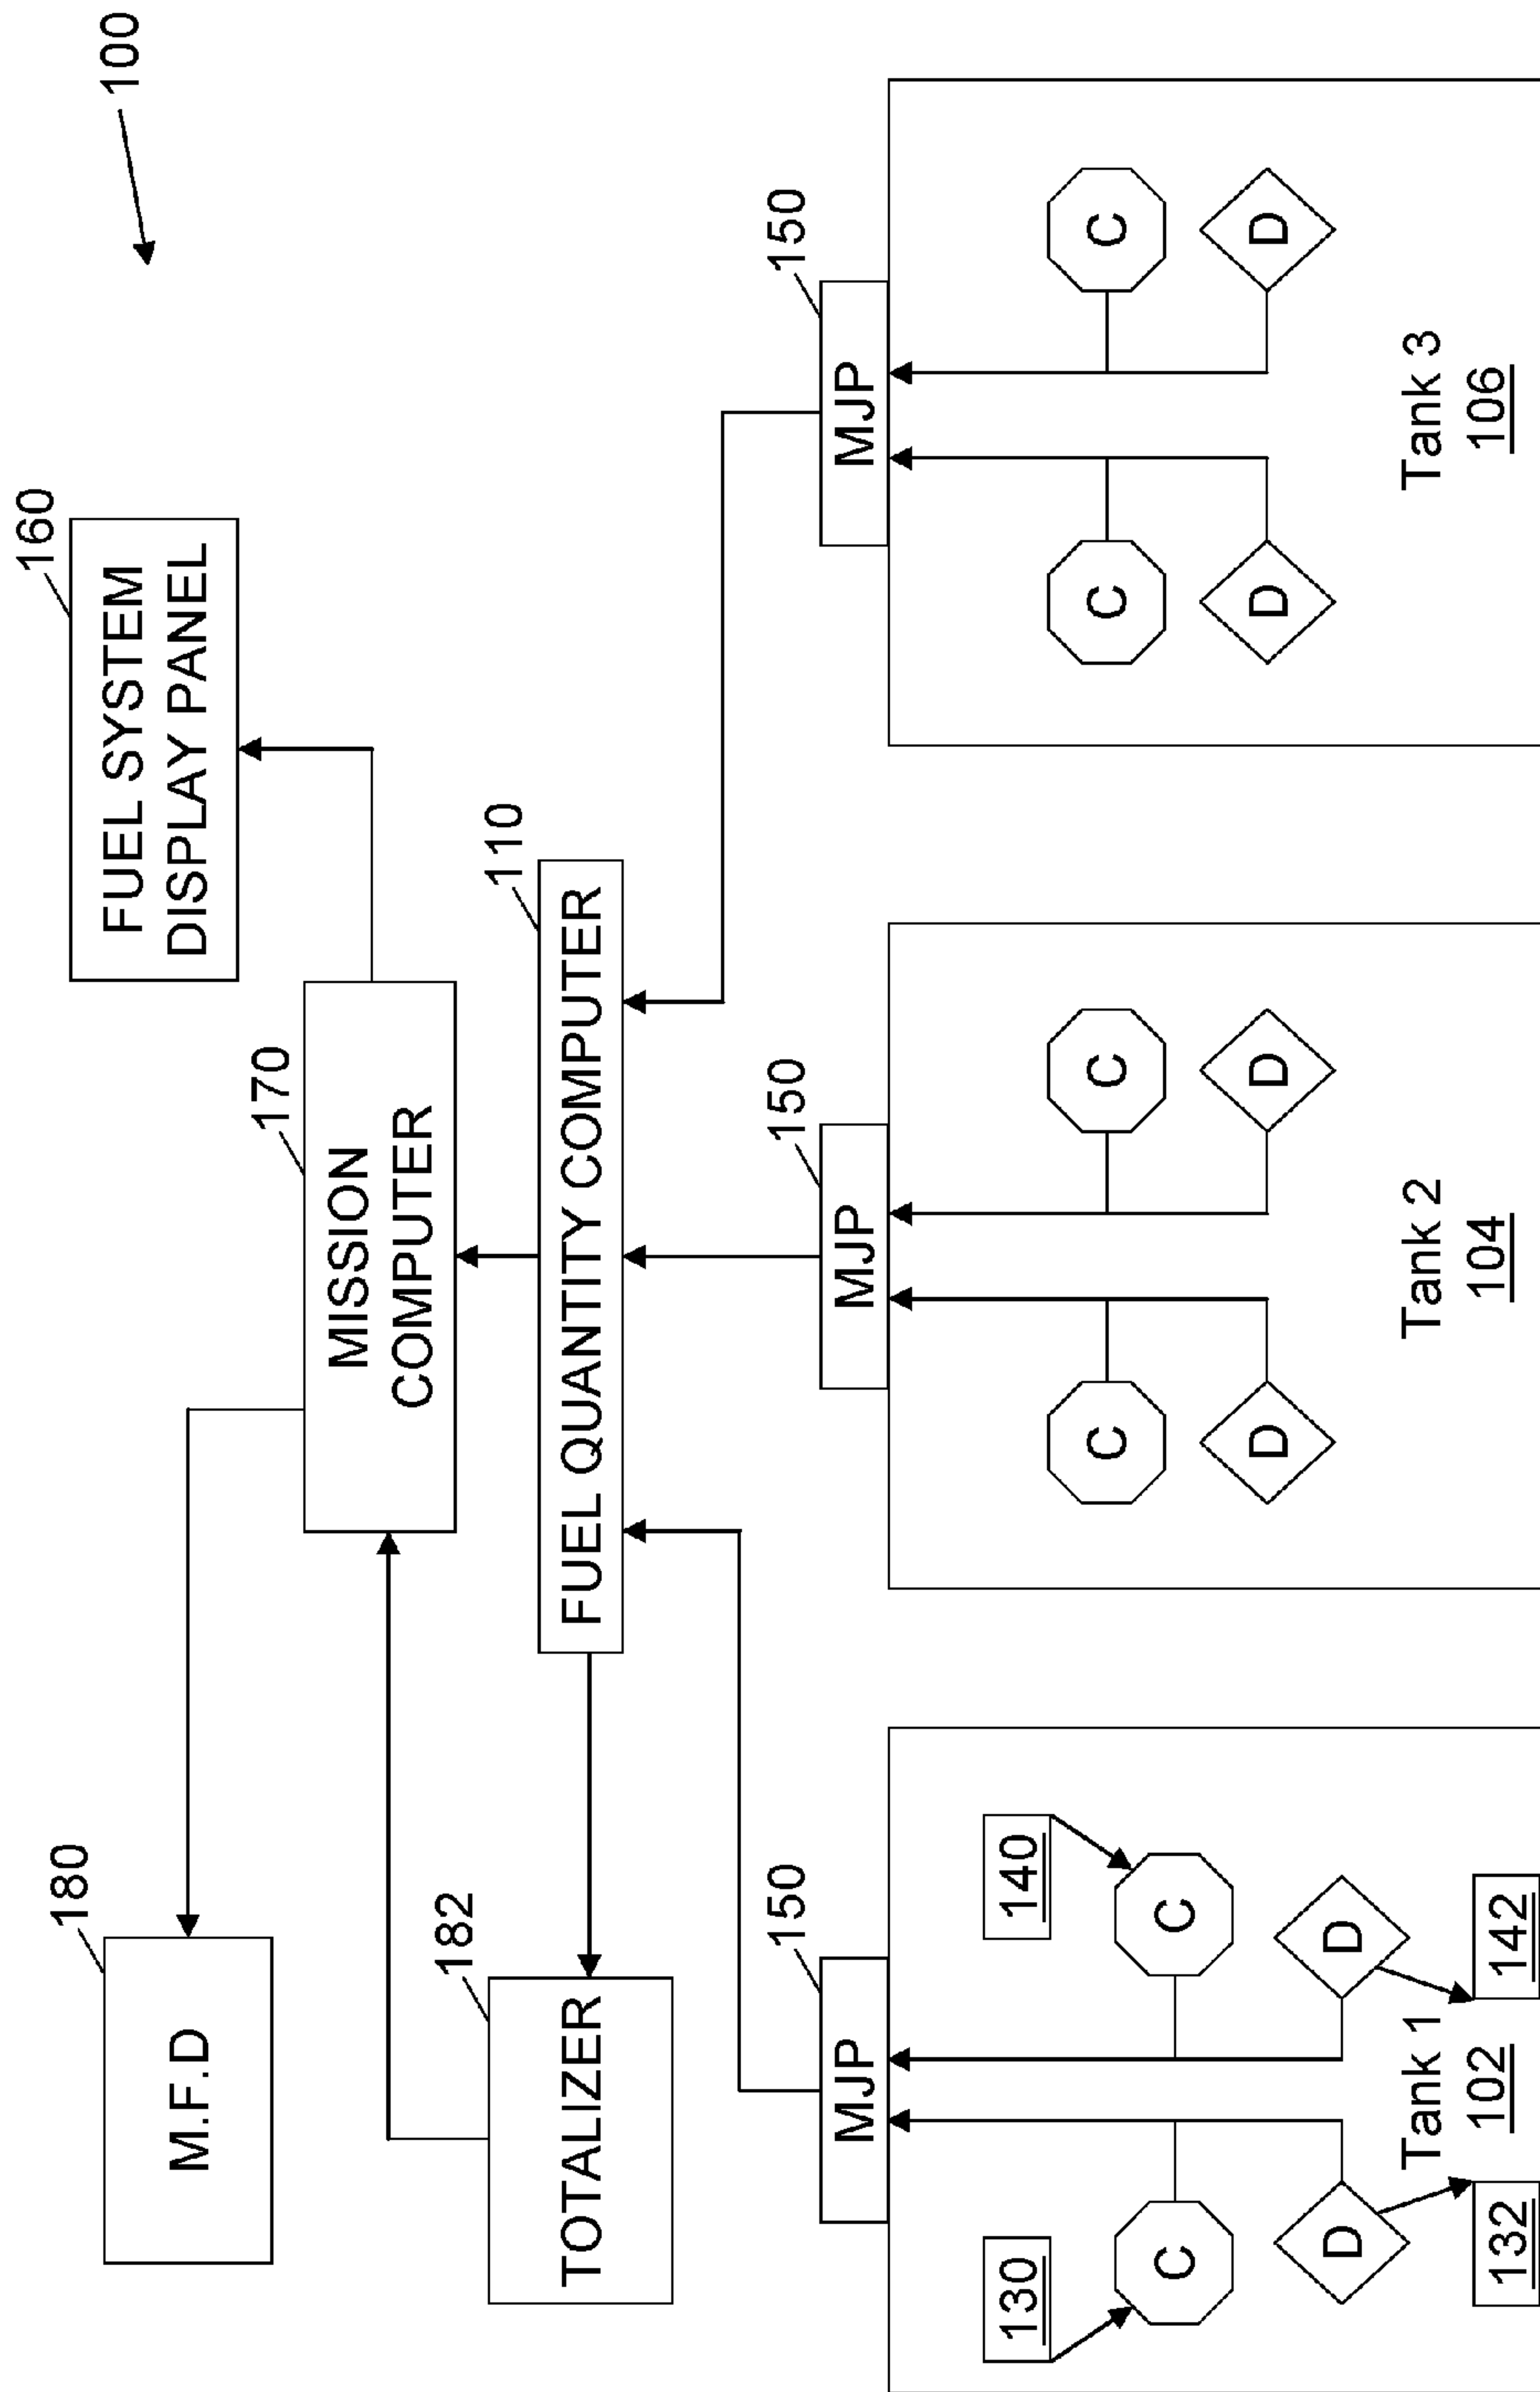 100
160
FUEL SYSTEM
DISPLAY PANEL
180
M.F.D
170
MISSION
COMPUTER
182
TOTALIZER
110
FUEL QUANTITY COMPUTER
150
MJP
150
MJP
150
MJP
130
140
C
C
C
C
C
C
D
D
D
D
D
D
132
142
Tank 1
102
Tank 2
104
Tank 3
106